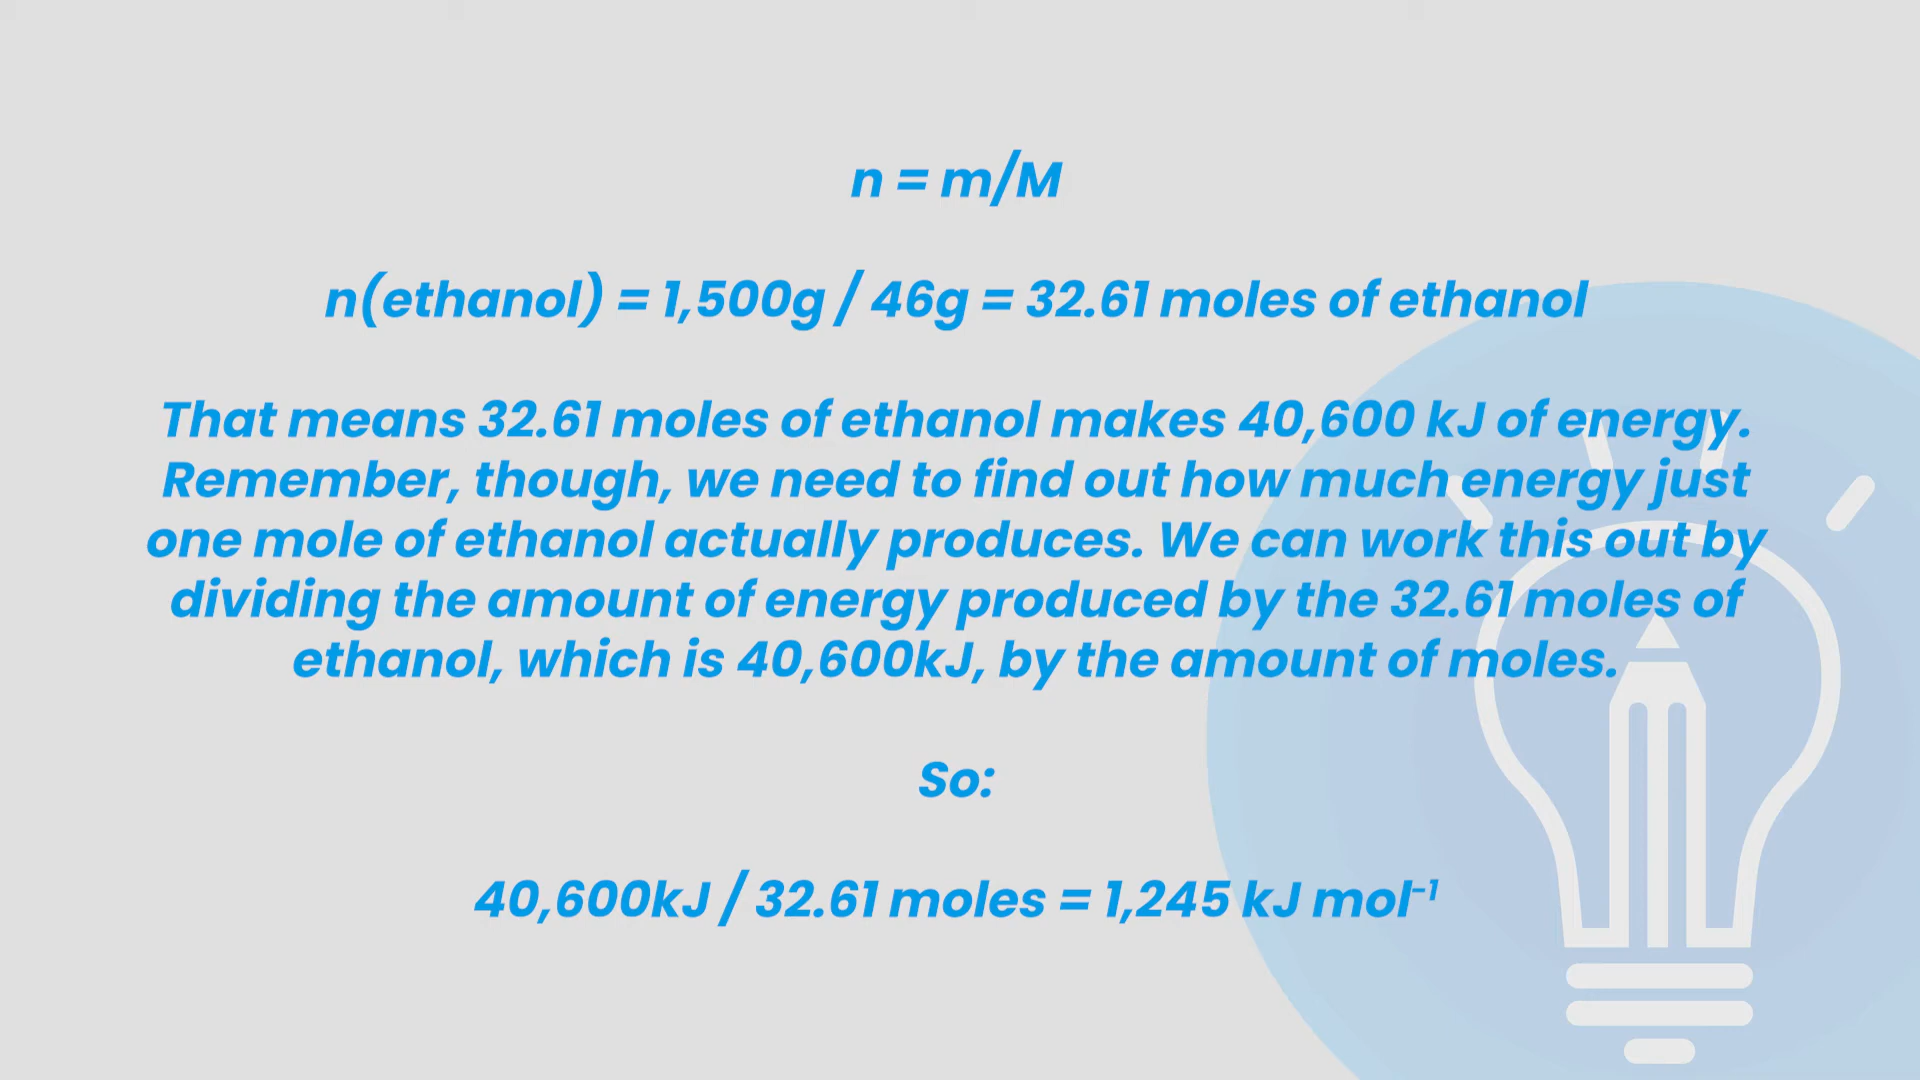 n = m/M
n(ethanol) = 1,500g / 46g = 32.61 moles of ethanol
That means 32.61 moles of ethanol makes 40,600 kJ of energy.
Remember, though, we need to find out how much energy just
one mole of ethanol actually produces. We can work this out by
dividing the amount of energy produced by the 32.61 moles of
ethanol, which is 40,600kJ, by the amount of moles.
So:
40,600kJ / 32.61 moles = 1,245 kJ mol⁻¹